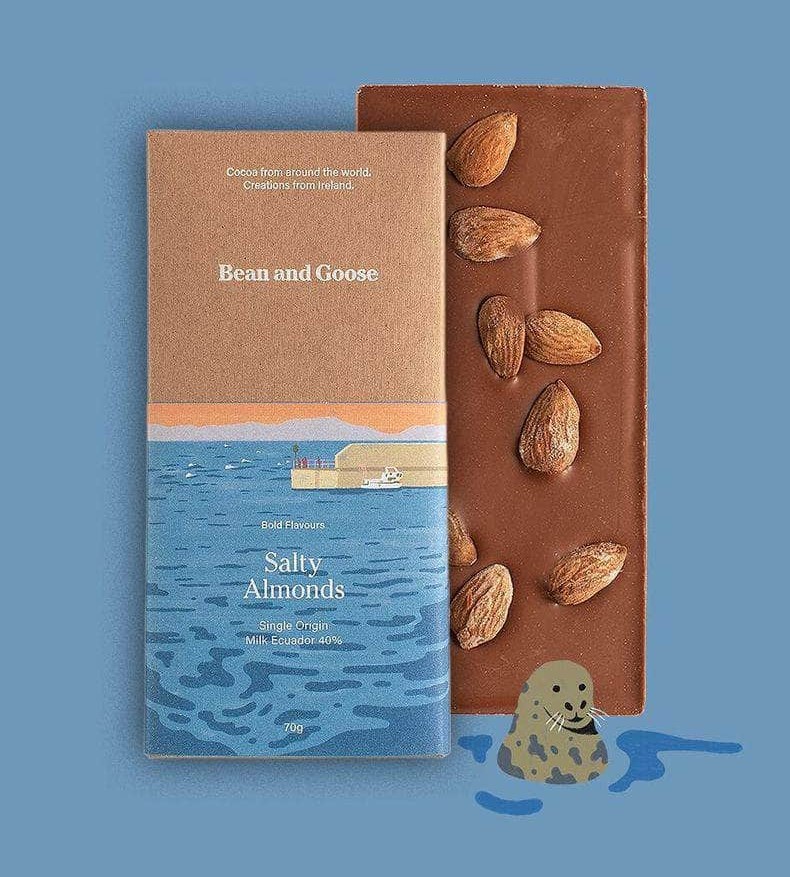 Cocoa from around the world.
Creations from Ireland.
Bean and Goose
Bold Flavours
Salty
Almonds
Single Origin
Milk Ecuador 40%
70g